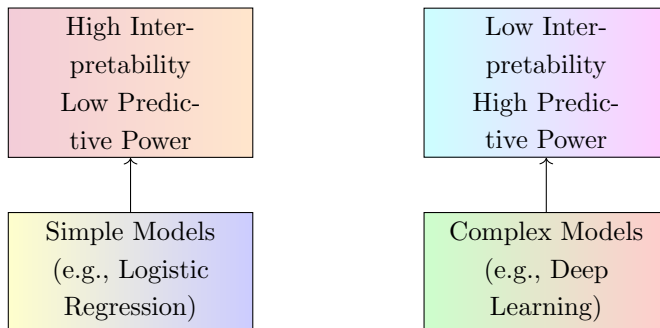 High Inter-
pretability
Low Predic-
tive Power
Low Inter-
pretability
High Predic-
tive Power
Simple Models
(e.g., Logistic
Regression)
Complex Models
(e.g., Deep
Learning)